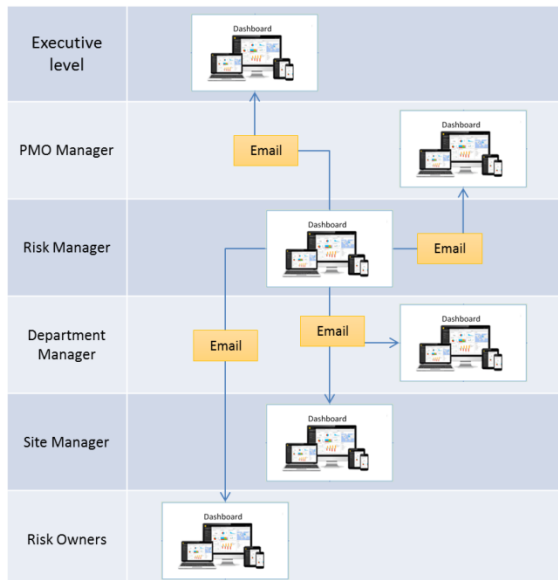 Executive
level
Dashboard
PMO Manager
Email
Dashboard
Risk Manager
Dashboard
Email
Department
Manager
Email
Email
Dashboard
Site Manager
Dashboard
Risk Owners
Dashboard